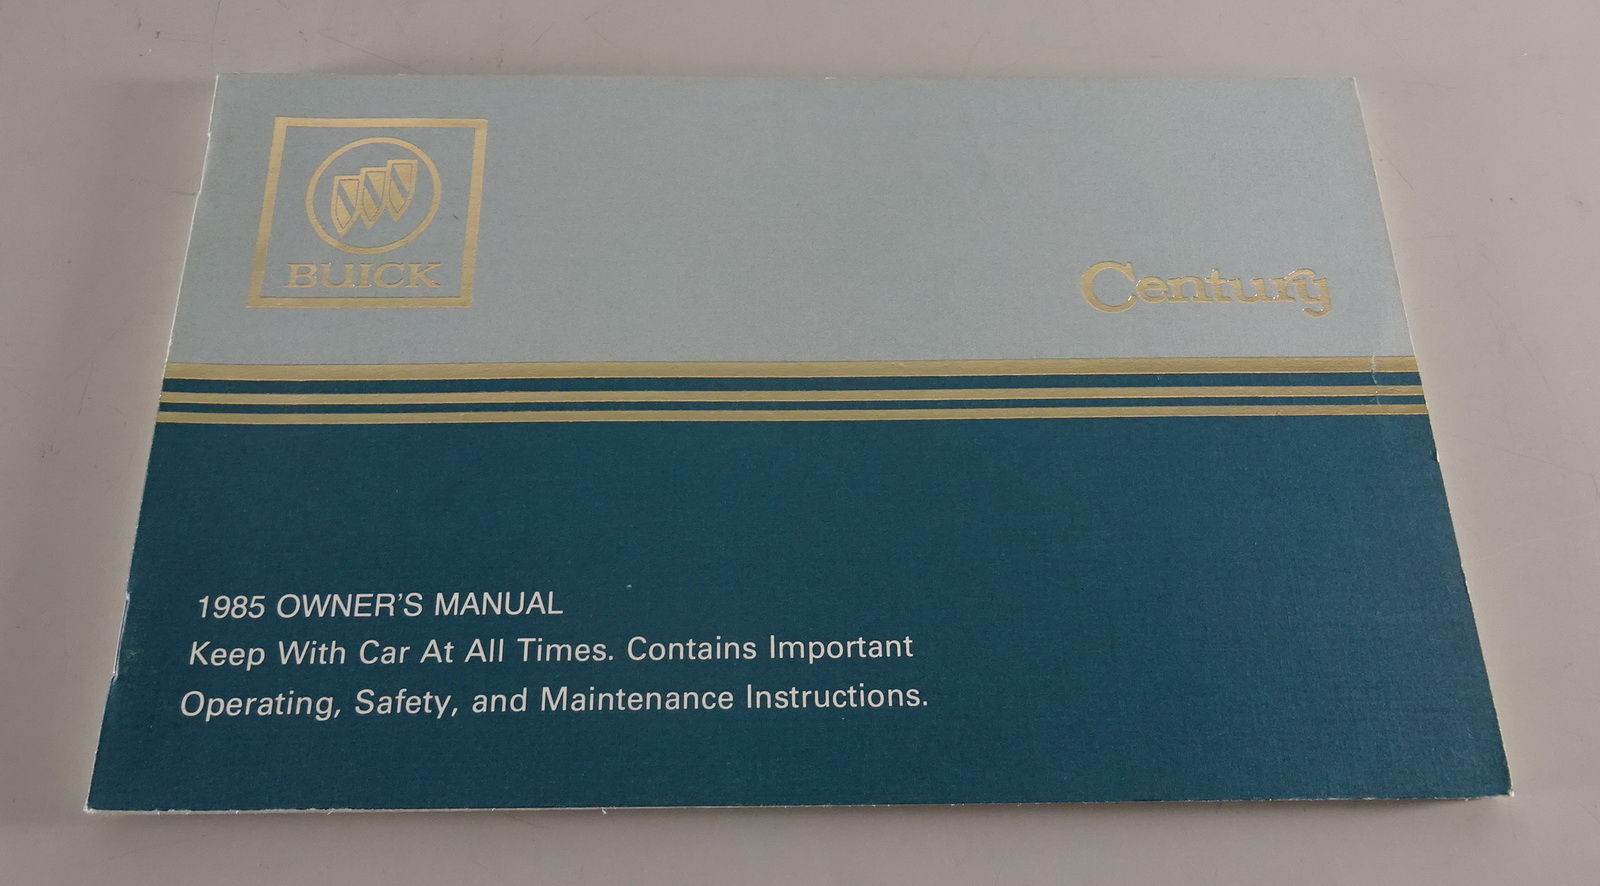 BUICK
Century
1985 OWNER'S MANUAL
Keep With Car At All Times. Contains Important
Operating, Safety, and Maintenance Instructions.